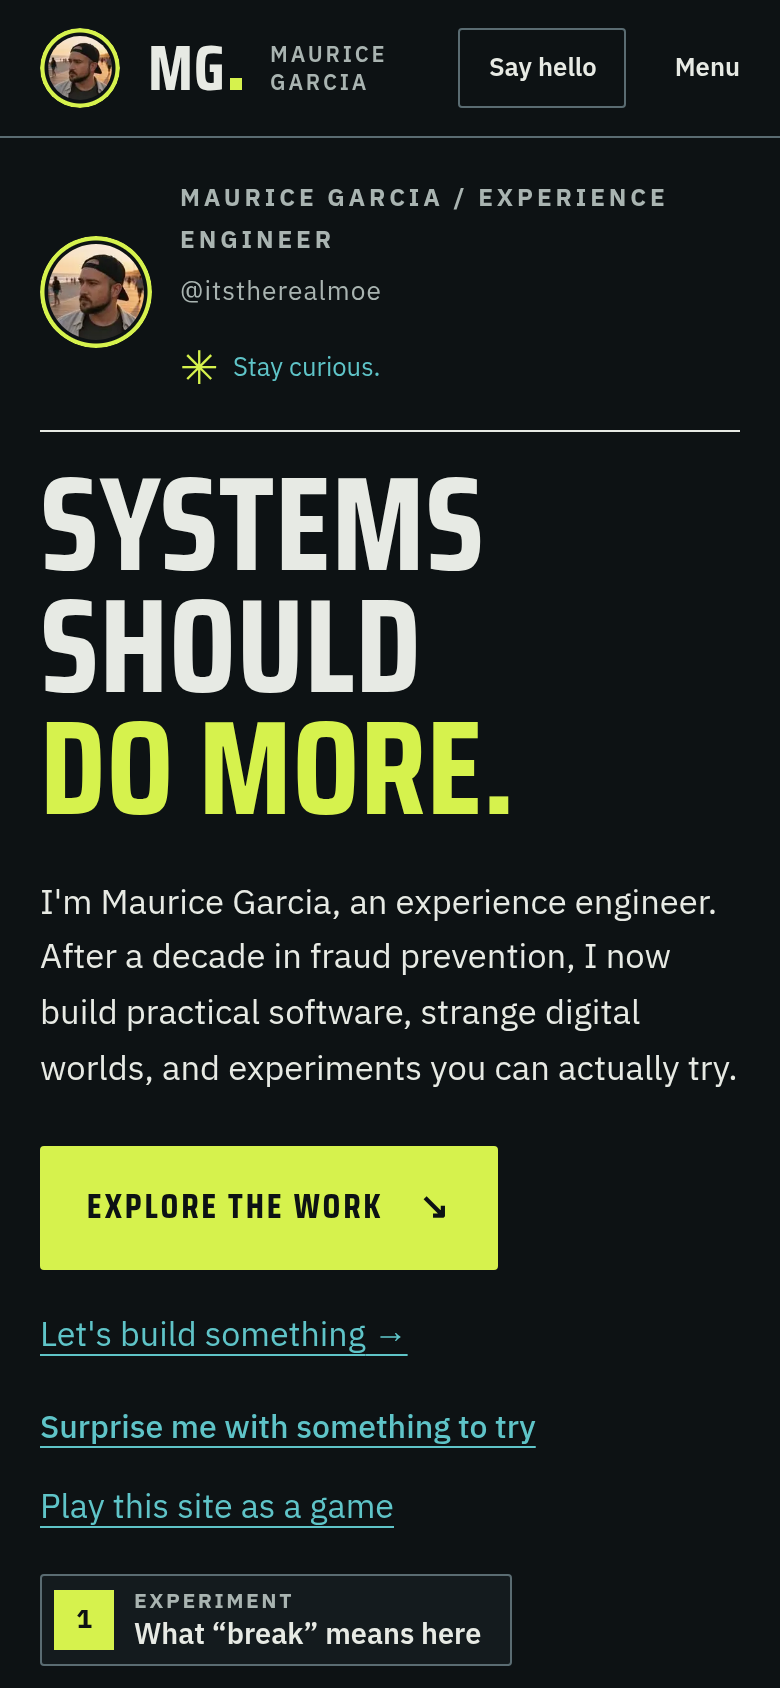 MG.
MAURICE
GARCIA
Say hello
Menu
MAURICE GARCIA / EXPERIENCE
ENGINEER
@itstherealmoe
Stay curious.
SYSTEMS
SHOULD
DO MORE.
I'm Maurice Garcia, an experience engineer.
After a decade in fraud prevention, I now
build practical software, strange digital
worlds, and experiments you can actually try.
EXPLORE THE WORK ↘
Let's build something →
Surprise me with something to try
Play this site as a game
1
EXPERIMENT
What “break” means here